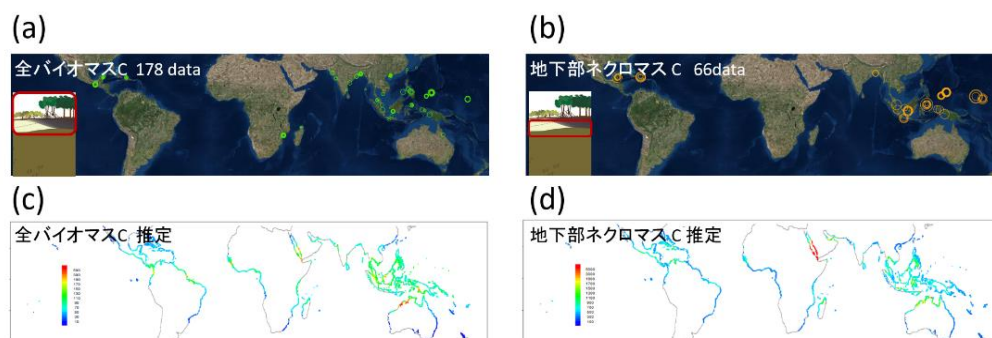 (a)
全バイオマスC 178 data
(b)
地下部ネクロマス C 66data
(c)
全バイオマスC 推定
(d)
地下部ネクロマス C 推定